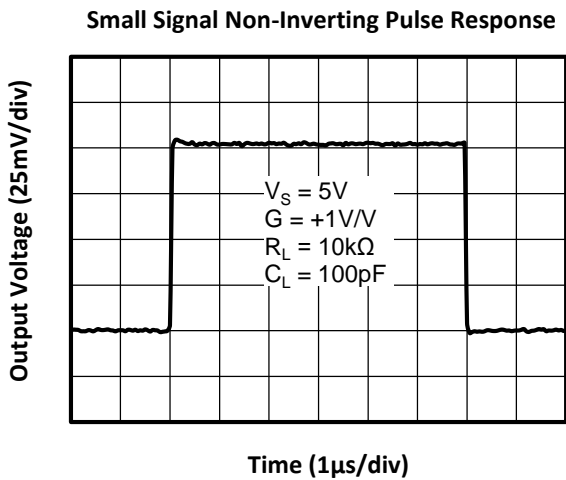 Small Signal Non-Inverting Pulse Response
Output Voltage (25mV/div)
V_S = 5V
G = +1V/V
R_L = 10kΩ
C_L = 100pF
Time (1µs/div)